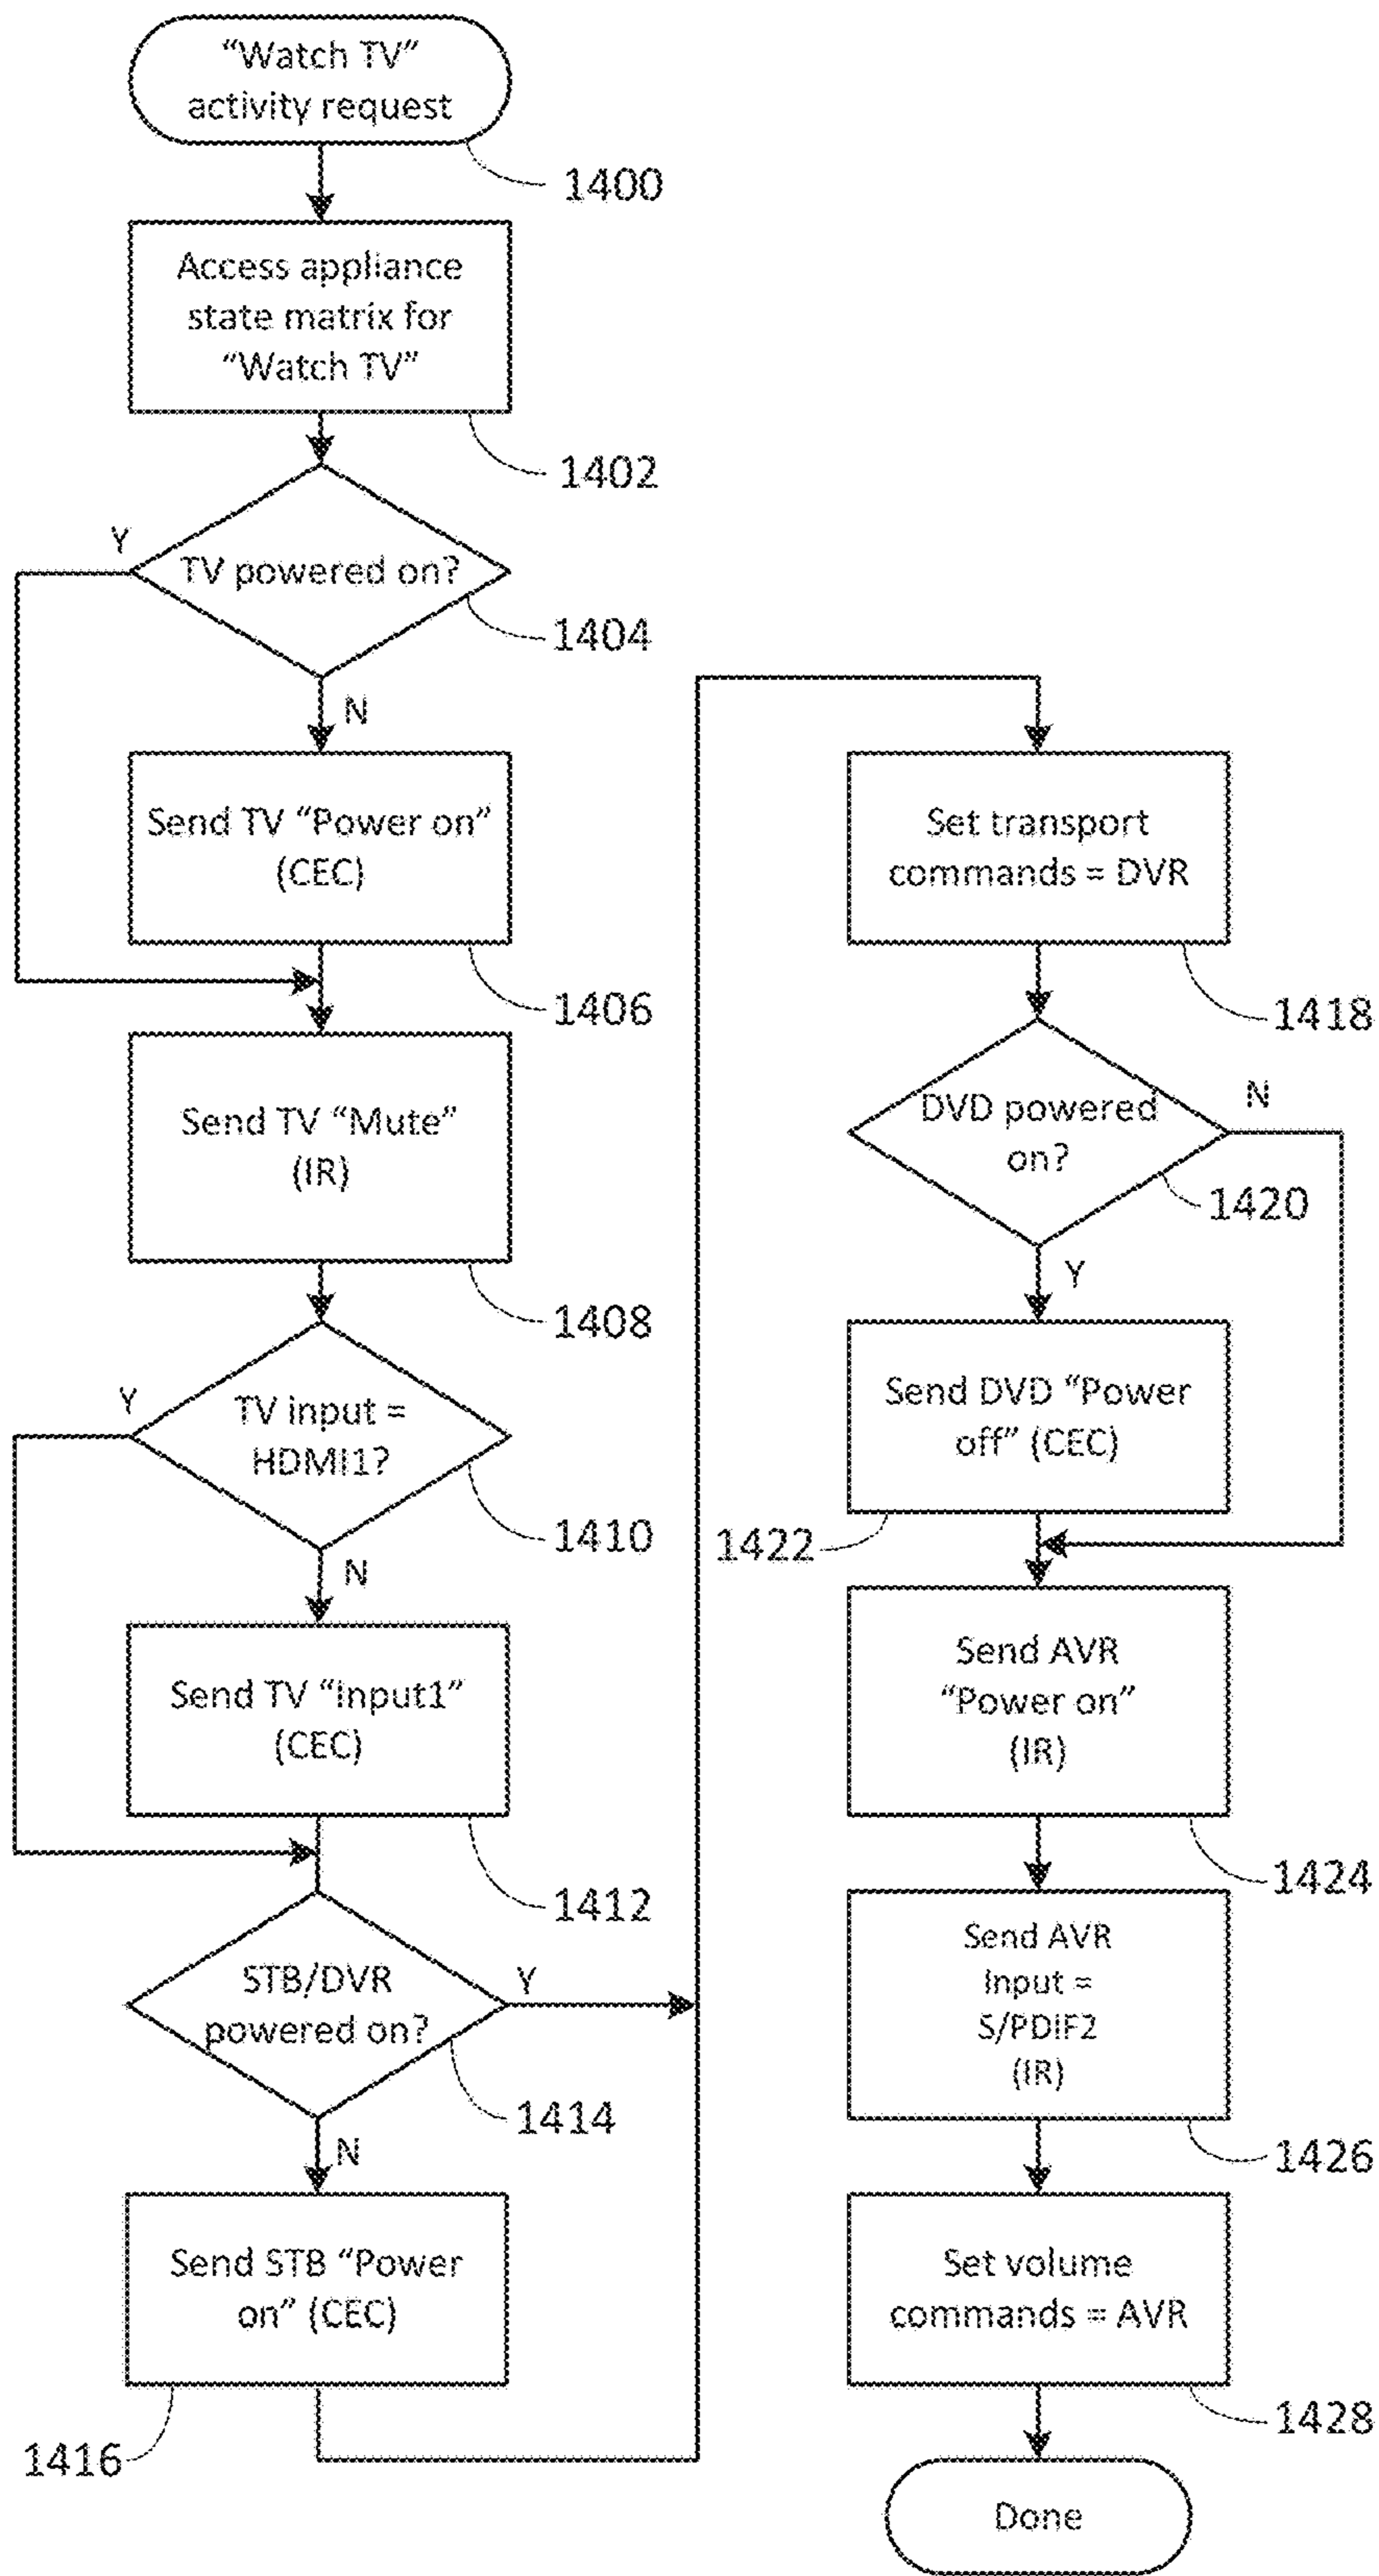 “Watch TV”
activity request
1400
Access appliance
state matrix for
“Watch TV”
1402
TV powered on?
Y
1404
N
Send TV “Power on”
(CEC)
1406
Send TV “Mute”
(IR)
1408
Y
TV input =
HDMI1?
1410
N
Send TV “Input1”
(CEC)
1412
STB/DVR
powered on?
Y
1414
N
Send STB “Power
on” (CEC)
1416
Set transport
commands = DVR
1418
DVD powered
on?
N
1420
Y
Send DVD “Power
off” (CEC)
1422
Send AVR
“Power on”
(IR)
1424
Send AVR
Input =
S/PDIF2
(IR)
1426
Set volume
commands = AVR
1428
Done